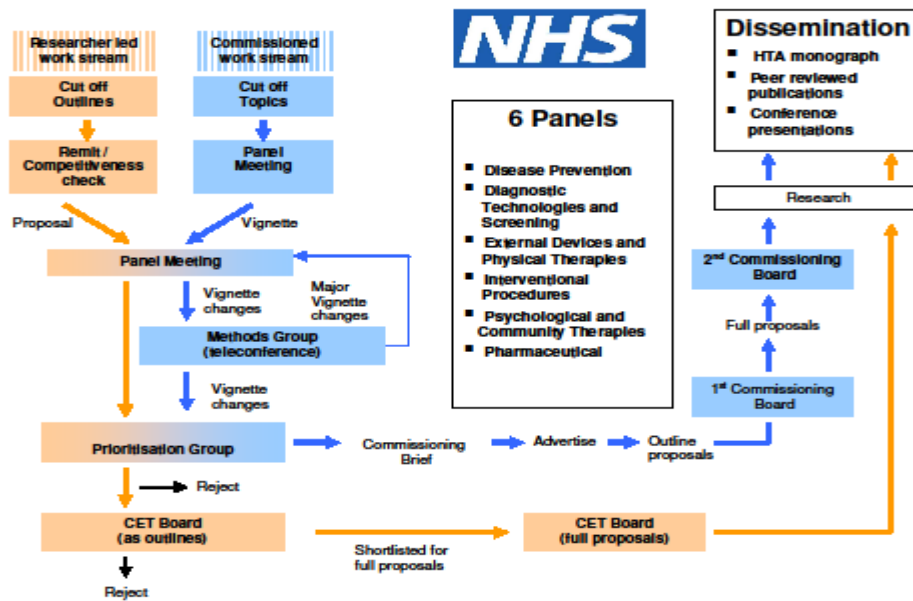 Researcher led
work stream
Commissioned
work stream
Cut off
Outlines
Cut off
Topics
Remit /
Competitiveness
check
Panel
Meeting
Proposal
Vignette
Panel Meeting
Vignette
changes
Major
Vignette
changes
Methods Group
(teleconference)
Vignette
changes
Prioritisation Group
Commissioning
Brief
Advertise
Outline
proposals
Reject
CET Board
(as outlines)
Shortlisted for
full proposals
CET Board
(full proposals)
Reject
NHS
6 Panels
▪ Disease Prevention
▪ Diagnostic
Technologies and
Screening
▪ External Devices and
Physical Therapies
▪ Interventional
Procedures
▪ Psychological and
Community Therapies
▪ Pharmaceutical
Dissemination
▪ HTA monograph
▪ Peer reviewed
publications
▪ Conference
presentations
Research
2nd Commissioning
Board
Full proposals
1st Commissioning
Board